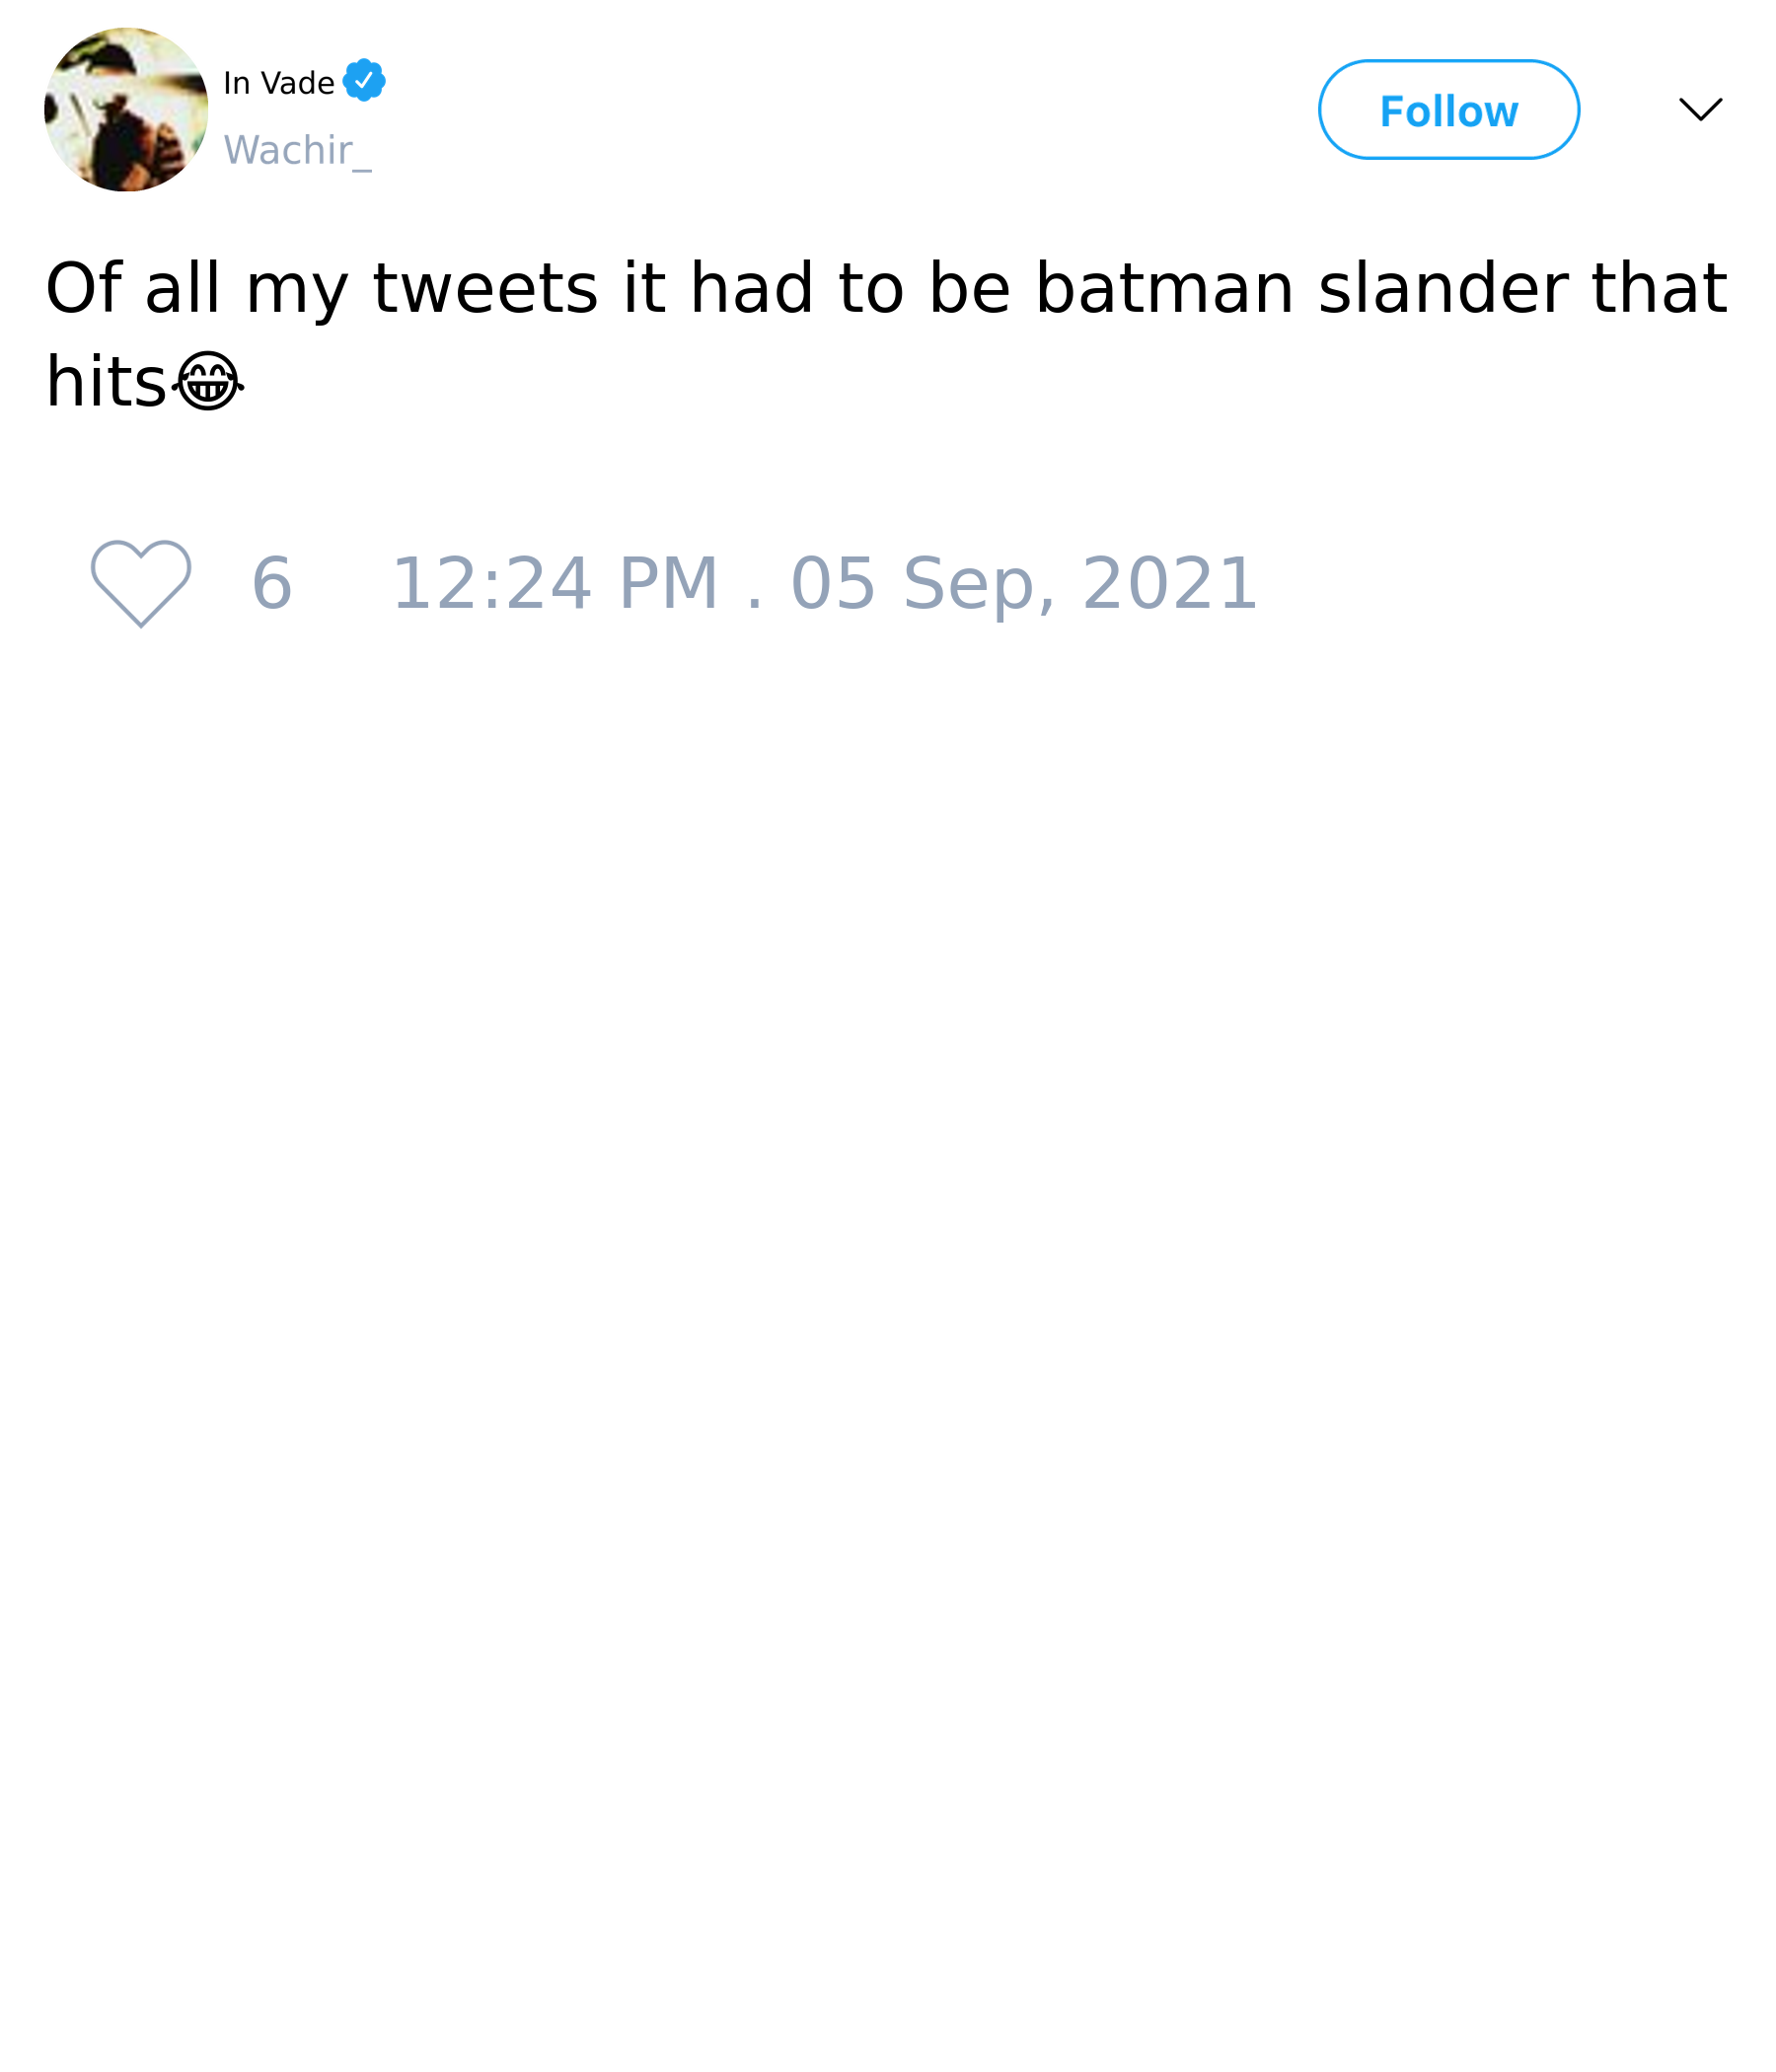 In Vade
Wachir_
Follow
Of all my tweets it had to be batman slander that
hits😂
6 12:24 PM . 05 Sep, 2021